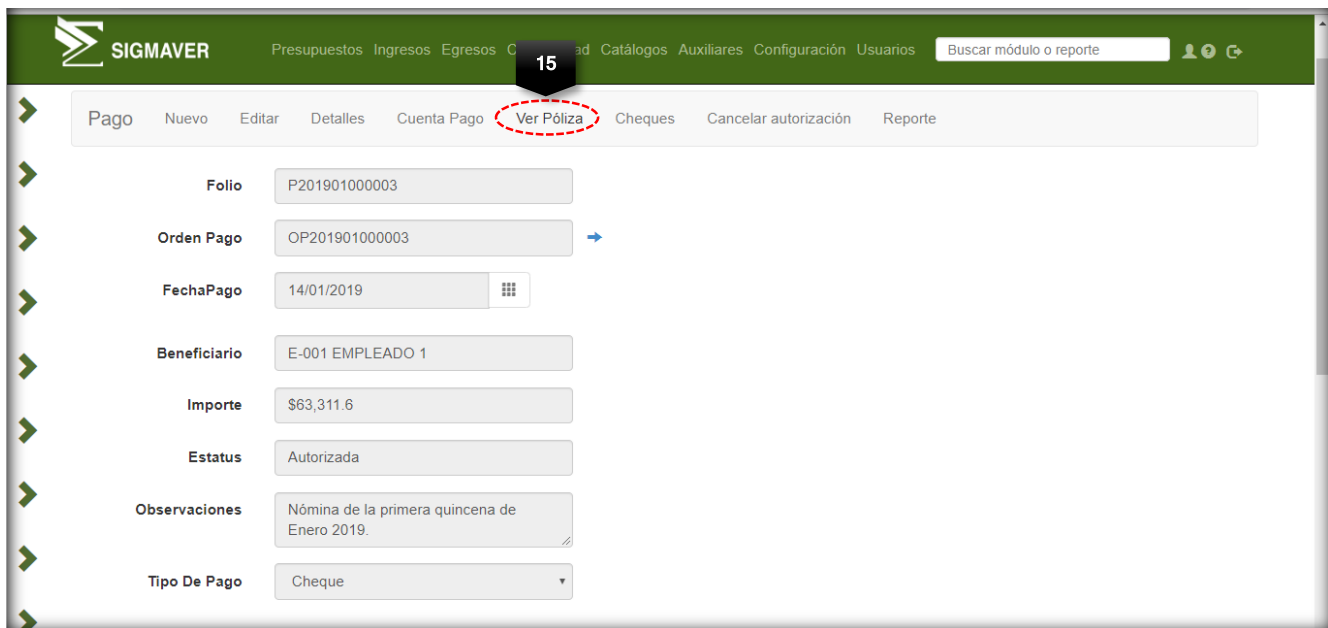 SIGMAVER Presupuestos Ingresos Egresos Catálogos Auxiliares Configuración Usuarios Buscar módulo o reporte
15
Pago Nuevo Editar Detalles Cuenta Pago Ver Póliza Cheques Cancelar autorización Reporte
Folio P201901000003
Orden Pago OP201901000003
FechaPago 14/01/2019
Beneficiario E-001 EMPLEADO 1
Importe $63,311.6
Estatus Autorizada
Observaciones Nómina de la primera quincena de
Enero 2019.
Tipo De Pago Cheque